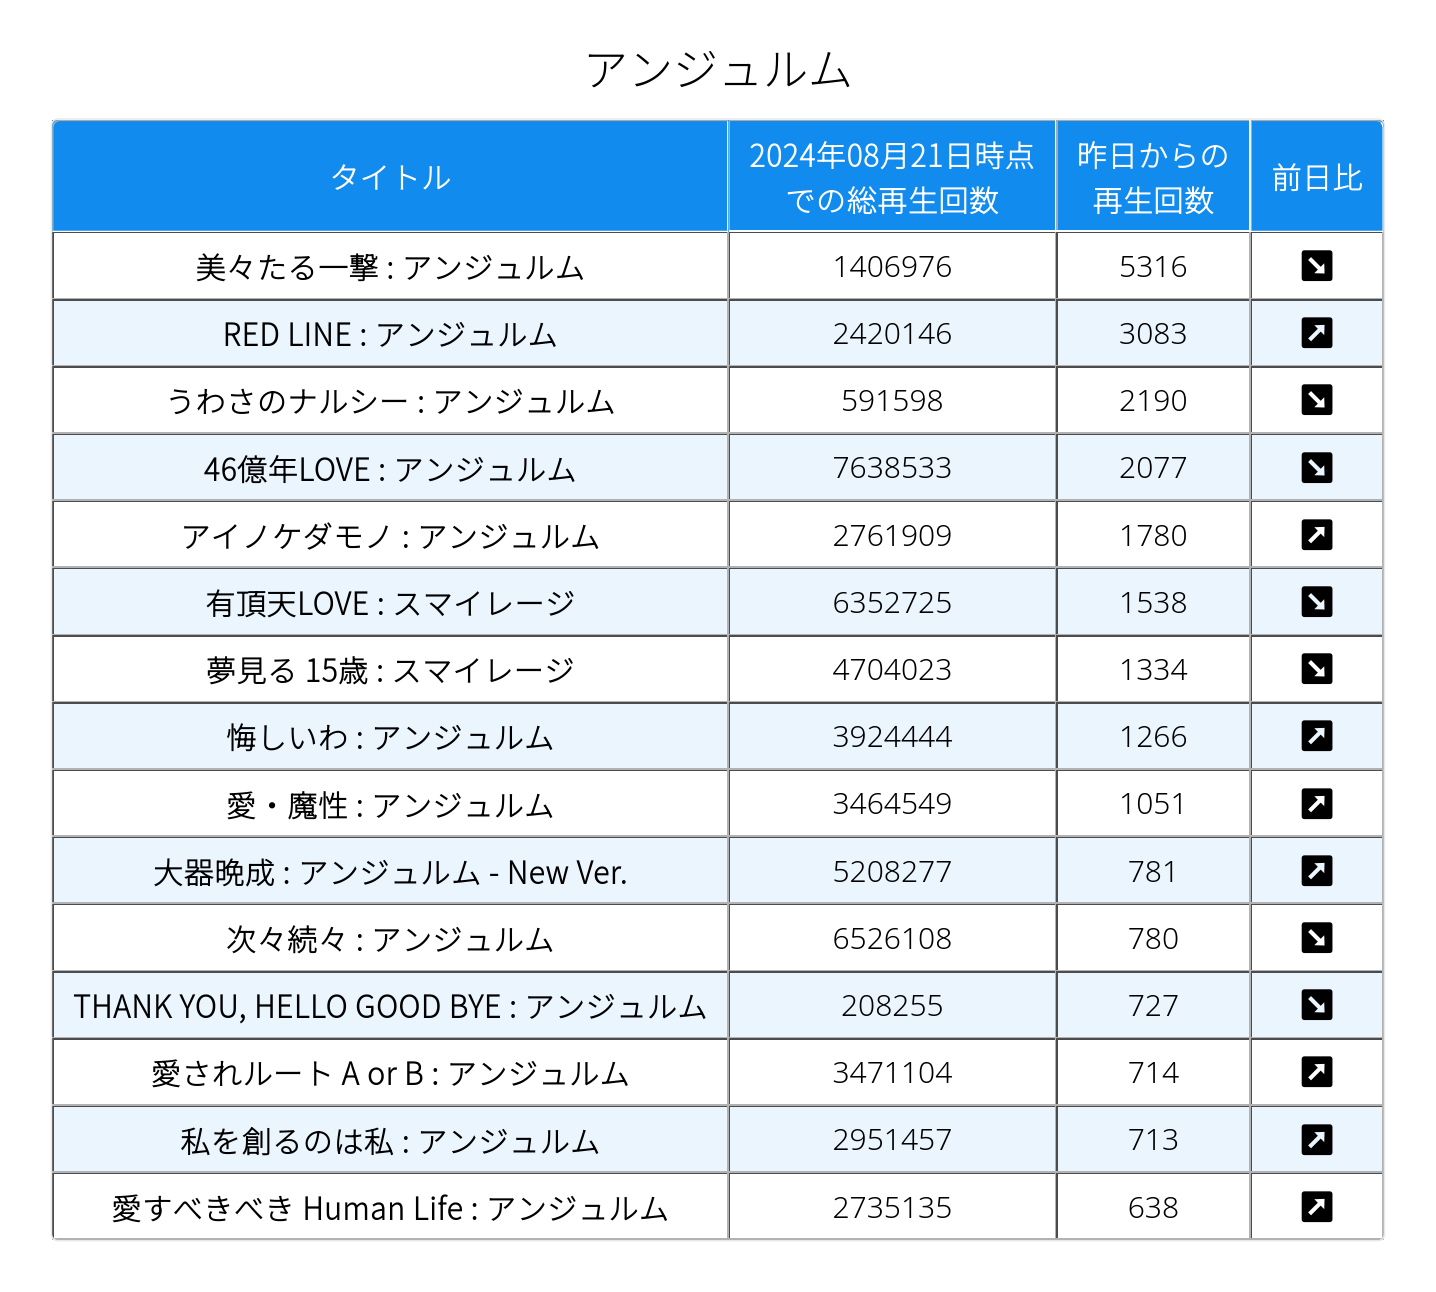 アンジュルム
タイトル 2024年08月21日時点での総再生回数 昨日からの再生回数 前日比
美々たる一撃 : アンジュルム 1406976 5316 ↘
RED LINE : アンジュルム 2420146 3083 ↗
うわさのナルシー : アンジュルム 591598 2190 ↘
46億年LOVE : アンジュルム 7638533 2077 ↘
アイノケダモノ : アンジュルム 2761909 1780 ↗
有頂天LOVE : スマイレージ 6352725 1538 ↘
夢見る 15歳 : スマイレージ 4704023 1334 ↘
悔しいわ : アンジュルム 3924444 1266 ↗
愛・魔性 : アンジュルム 3464549 1051 ↗
大器晩成 : アンジュルム - New Ver. 5208277 781 ↗
次々続々 : アンジュルム 6526108 780 ↘
THANK YOU, HELLO GOOD BYE : アンジュルム 208255 727 ↘
愛されルート A or B : アンジュルム 3471104 714 ↗
私を創るのは私 : アンジュルム 2951457 713 ↗
愛すべきべき Human Life : アンジュルム 2735135 638 ↗